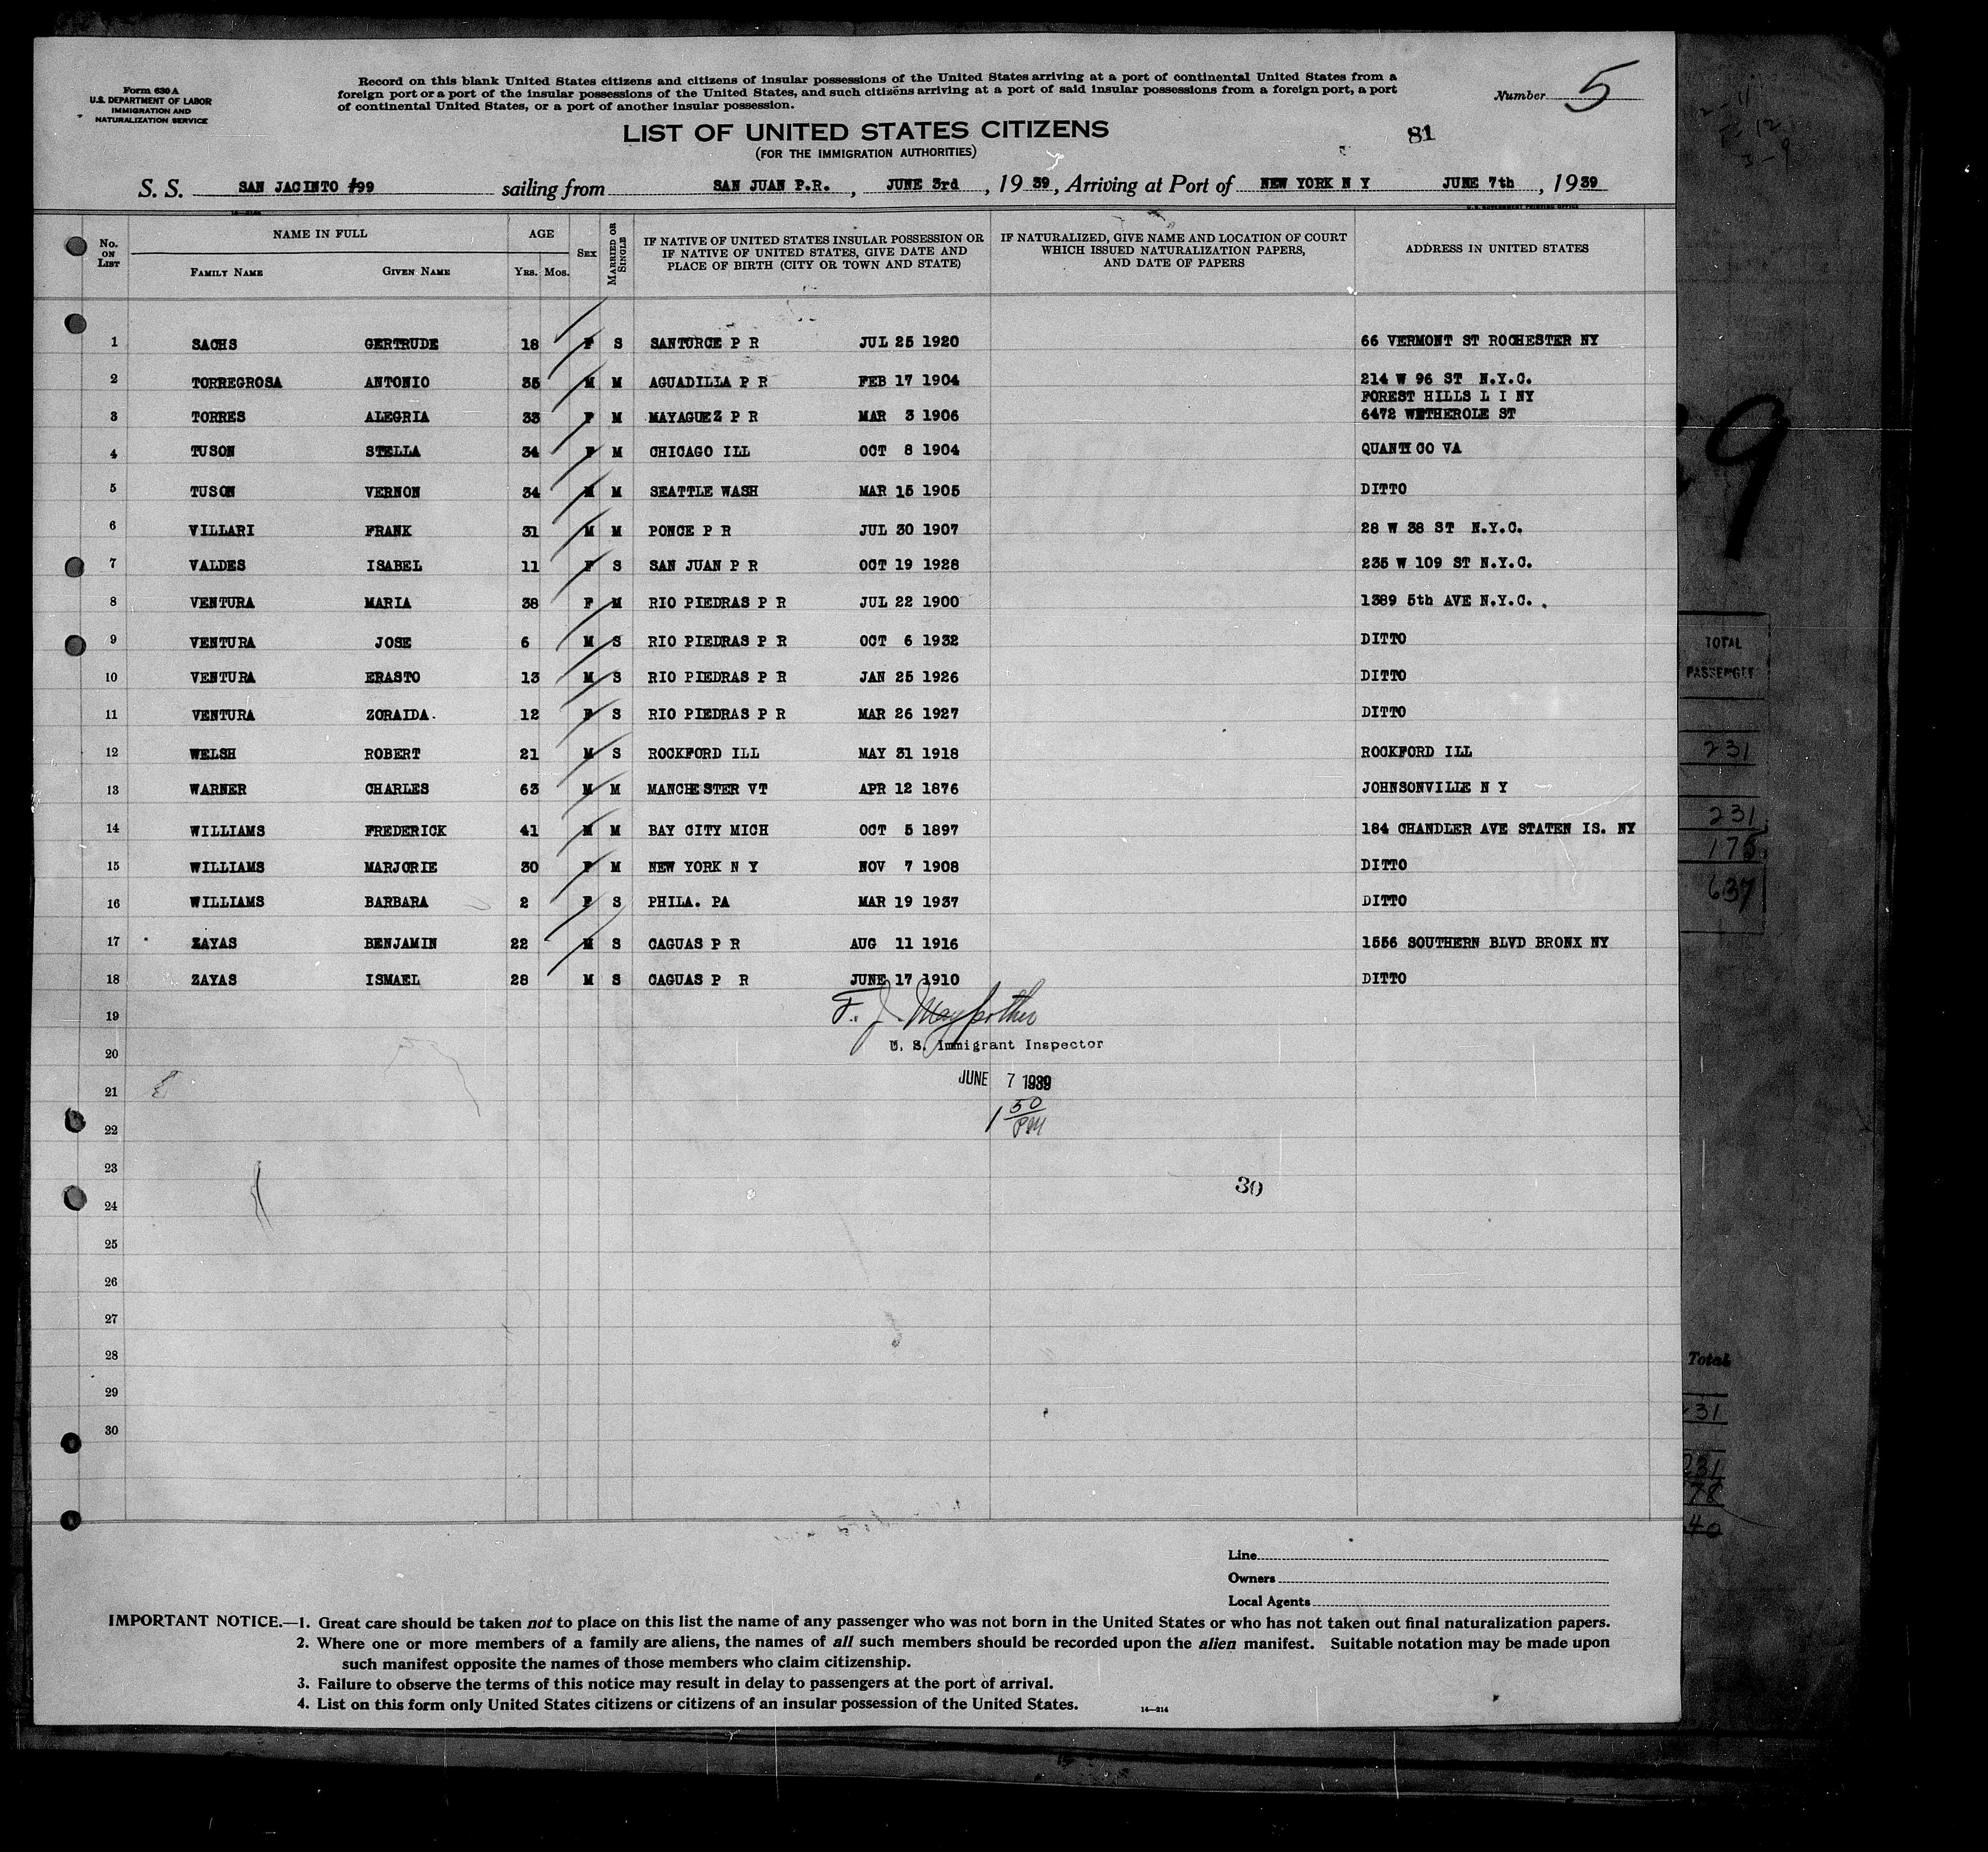 Form 630 A
U.S. DEPARTMENT OF LABOR
IMMIGRATION AND
NATURALIZATION SERVICE
Record on this blank United States citizens and citizens of insular possessions of the United States arriving at a port of continental United States from a
foreign port or a port of the insular possessions of the United States, and such citizens arriving at a port of said insular possessions from a foreign port, a port
of continental United States, or a port of another insular possession.
Number 5
LIST OF UNITED STATES CITIZENS
81
(FOR THE IMMIGRATION AUTHORITIES)
S. S. SAN JACINTO #99 sailing from SAN JUAN P.R., JUNE 3rd, 1939, Arriving at Port of NEW YORK N Y JUNE 7th, 1939
No. ON LIST
NAME IN FULL
FAMILY NAME GIVEN NAME
AGE
YRS. MOS.
SEX
MARRIED OR SINGLE
IF NATIVE OF UNITED STATES INSULAR POSSESSION OR
IF NATIVE OF UNITED STATES, GIVE DATE AND
PLACE OF BIRTH (CITY OR TOWN AND STATE)
IF NATURALIZED, GIVE NAME AND LOCATION OF COURT
WHICH ISSUED NATURALIZATION PAPERS,
AND DATE OF PAPERS
ADDRESS IN UNITED STATES
1 SACHS GERTRUDE 18 F S SANTURCE P R JUL 25 1920 66 VERMONT ST ROCHESTER NY
2 TORREGROSA ANTONIO 35 M M AGUADILLA P R FEB 17 1904 214 W 96 ST N.Y.C.
FOREST HILLS L I NY
3 TORRES ALEGRIA 33 F M MAYAGUEZ P R MAR 3 1906 6472 WETHEROLE ST
4 TUSON STELLA 34 F M CHICAGO ILL OCT 8 1904 QUANTICO VA
5 TUSON VERNON 34 M M SEATTLE WASH MAR 15 1905 DITTO
6 VILLARI FRANK 31 M M PONCE P R JUL 30 1907 28 W 38 ST N.Y.C.
7 VALDES ISABEL 11 F S SAN JUAN P R OCT 19 1928 235 W 109 ST N.Y.C.
8 VENTURA MARIA 38 F M RIO PIEDRAS P R JUL 22 1900 1389 5th AVE N.Y.C.
9 VENTURA JOSE 6 M S RIO PIEDRAS P R OCT 6 1932 DITTO
10 VENTURA ERASTO 13 M S RIO PIEDRAS P R JAN 25 1926 DITTO
11 VENTURA ZORAIDA. 12 F S RIO PIEDRAS P R MAR 26 1927 DITTO
12 WELSH ROBERT 21 M S ROCKFORD ILL MAY 31 1918 ROCKFORD ILL
13 WARNER CHARLES 63 M M MANCHESTER VT APR 12 1876 JOHNSONVILLE N Y
14 WILLIAMS FREDERICK 41 M M BAY CITY MICH OCT 5 1897 184 CHANDLER AVE STATEN IS. NY
15 WILLIAMS MARJORIE 30 F M NEW YORK N Y NOV 7 1908 DITTO
16 WILLIAMS BARBARA 2 F S PHILA. PA MAR 19 1937 DITTO
17 ZAYAS BENJAMIN 22 M S CAGUAS P R AUG 11 1916 1556 SOUTHERN BLVD BRONX NY
18 ZAYAS ISMAEL 28 M S CAGUAS P R JUNE 17 1910 DITTO
19
F. J.
20
U. S. Immigrant Inspector
21
JUNE 7 1939
22
1 50 PM
23
30
24
25
26
27
28
29
30
Line
Owners
Local Agents
IMPORTANT NOTICE.—1. Great care should be taken not to place on this list the name of any passenger who was not born in the United States or who has not taken out final naturalization papers.
2. Where one or more members of a family are aliens, the names of all such members should be recorded upon the alien manifest. Suitable notation may be made upon
such manifest opposite the names of those members who claim citizenship.
3. Failure to observe the terms of this notice may result in delay to passengers at the port of arrival.
4. List on this form only United States citizens or citizens of an insular possession of the United States.
14—214
9
TOTAL
231
231
637
Total